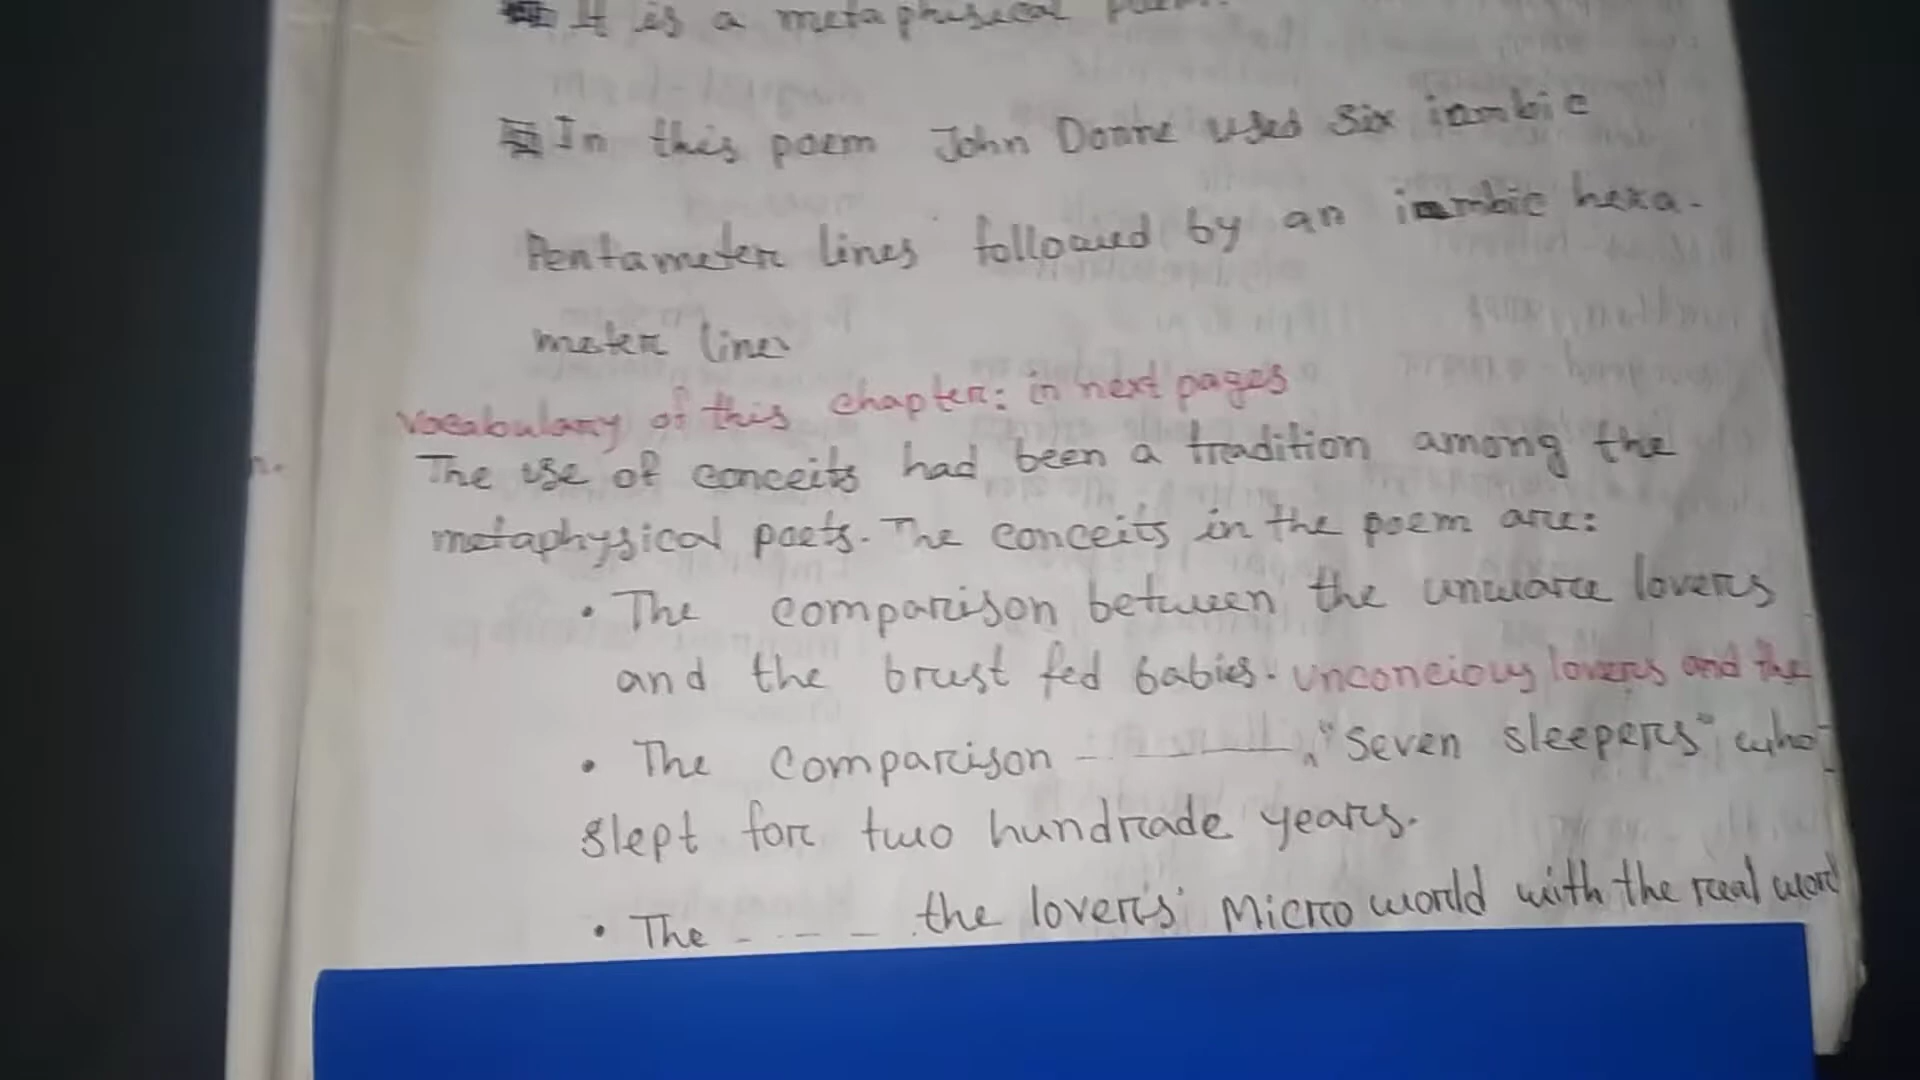 It is a metaphisical
In this poem John Donne used six iambic
Pentameter lines followed by an iambic hexa-
meter line
vocabulary of this chapter: in next pages
The use of conceits had been a tradition among the
metaphysical poets. The conceits in the poem are:
• The comparison between the unware lovers
and the brest fed babies. unconcious lovers and the
• The comparison - - - "Seven sleepers" who
slept for two hundrade years.
• The - - - - the lovers' Micro world with the real